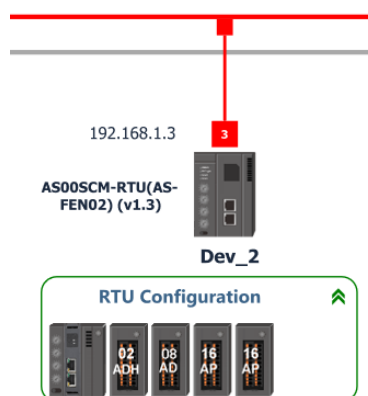 192.168.1.3
3
AS00SCM-RTU(AS-
FEN02) (v1.3)
Dev_2
RTU Configuration
02
ADH
08
AD
16
AP
16
AP